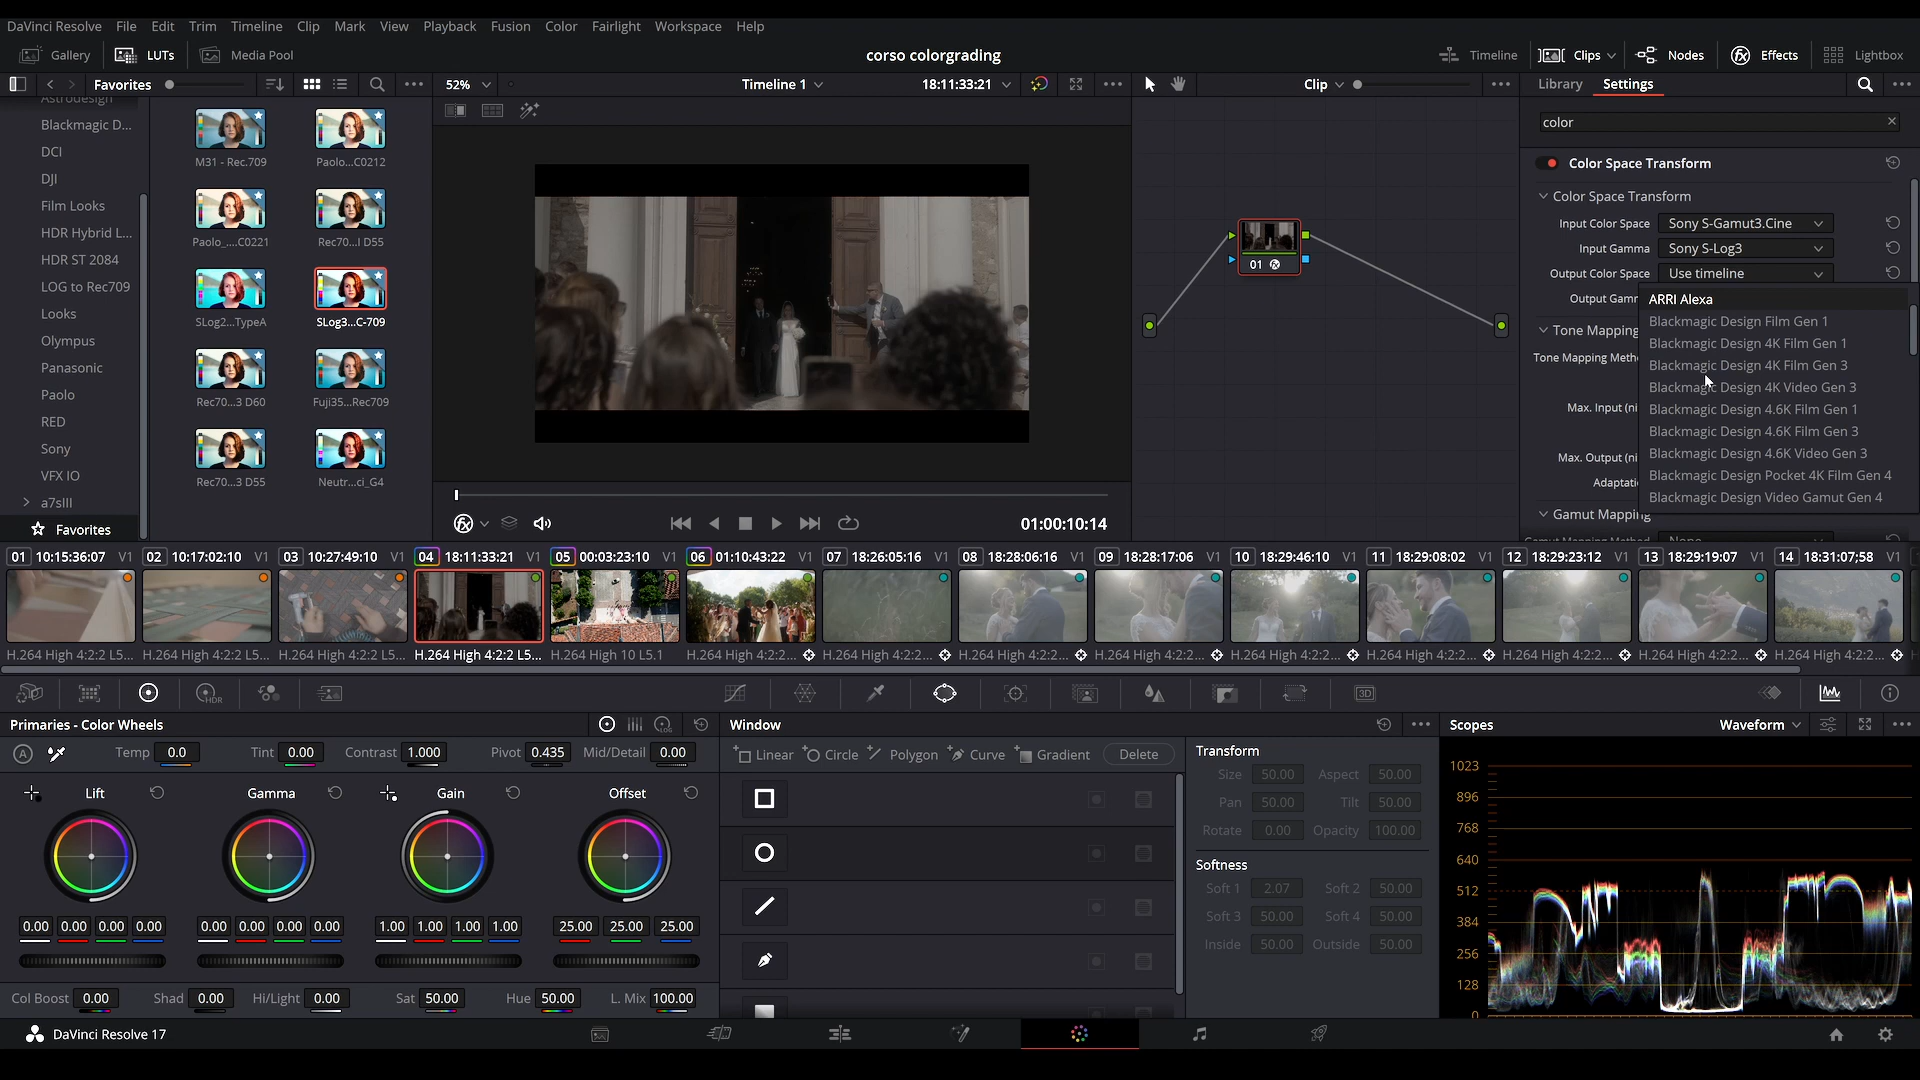 DaVinci Resolve File Edit Trim Timeline Clip Mark View Playback Fusion Color Fairlight Workspace Help
Gallery LUTs Media Pool corso colorgrading Timeline Clips Nodes Effects Lightbox
Favorites 52% Timeline 1 18:11:33:21 Clip Library Settings
color
Astrodesign
Blackmagic D...
DCI
DJI
Film Looks
HDR Hybrid L...
HDR ST 2084
LOG to Rec709
Looks
Olympus
Panasonic
Paolo
RED
Sony
VFX IO
a7sIII
Favorites
M31 - Rec.709 Paolo...C0212
Paolo_....C0221 Rec70...I D55
SLog2...TypeA SLog3...C-709
Rec70...3 D60 Fuji35...Rec709
Rec70...3 D55 Neutr...ci_G4
01:00:10:14
01
Color Space Transform
Color Space Transform
Input Color Space Sony S-Gamut3.Cine
Input Gamma Sony S-Log3
Output Color Space Use timeline
Output Gamm
Tone Mapping
Tone Mapping Metho
Max. Input (ni
Max. Output (ni
Adaptatio
Gamut Mapping
Gamut Mapping Method None
ARRI Alexa
Blackmagic Design Film Gen 1
Blackmagic Design 4K Film Gen 1
Blackmagic Design 4K Film Gen 3
Blackmagic Design 4K Video Gen 3
Blackmagic Design 4.6K Film Gen 1
Blackmagic Design 4.6K Film Gen 3
Blackmagic Design 4.6K Video Gen 3
Blackmagic Design Pocket 4K Film Gen 4
Blackmagic Design Video Gamut Gen 4
01 10:15:36:07 V1 02 10:17:02:10 V1 03 10:27:49:10 V1 04 18:11:33:21 V1 05 00:03:23:10 V1 06 01:10:43:22 V1 07 18:26:05:16 V1 08 18:28:06:16 V1 09 18:28:17:06 V1 10 18:29:46:10 V1 11 18:29:08:02 V1 12 18:29:23:12 V1 13 18:29:19:07 V1 14 18:31:07;58 V1
H.264 High 4:2:2 L5... H.264 High 4:2:2 L5... H.264 High 4:2:2 L5... H.264 High 4:2:2 L5... H.264 High 10 L5.1 H.264 High 4:2:2... H.264 High 4:2:2... H.264 High 4:2:2... H.264 High 4:2:2... H.264 High 4:2:2... H.264 High 4:2:2... H.264 High 4:2:2... H.264 High 4:2:2... H.264 High 4:2:2...
HDR 3D
Primaries - Color Wheels LOG Window Scopes Waveform
A Temp 0.0 Tint 0.00 Contrast 1.000 Pivot 0.435 Mid/Detail 0.00
Lift Gamma Gain Offset
0.00 0.00 0.00 0.00 0.00 0.00 0.00 0.00 1.00 1.00 1.00 1.00 25.00 25.00 25.00
Col Boost 0.00 Shad 0.00 Hi/Light 0.00 Sat 50.00 Hue 50.00 L. Mix 100.00
Linear Circle Polygon Curve Gradient Delete
Transform
Size 50.00 Aspect 50.00
Pan 50.00 Tilt 50.00
Rotate 0.00 Opacity 100.00
Softness
Soft 1 2.07 Soft 2 50.00
Soft 3 50.00 Soft 4 50.00
Inside 50.00 Outside 50.00
1023
896
768
640
512
384
256
128
0
DaVinci Resolve 17